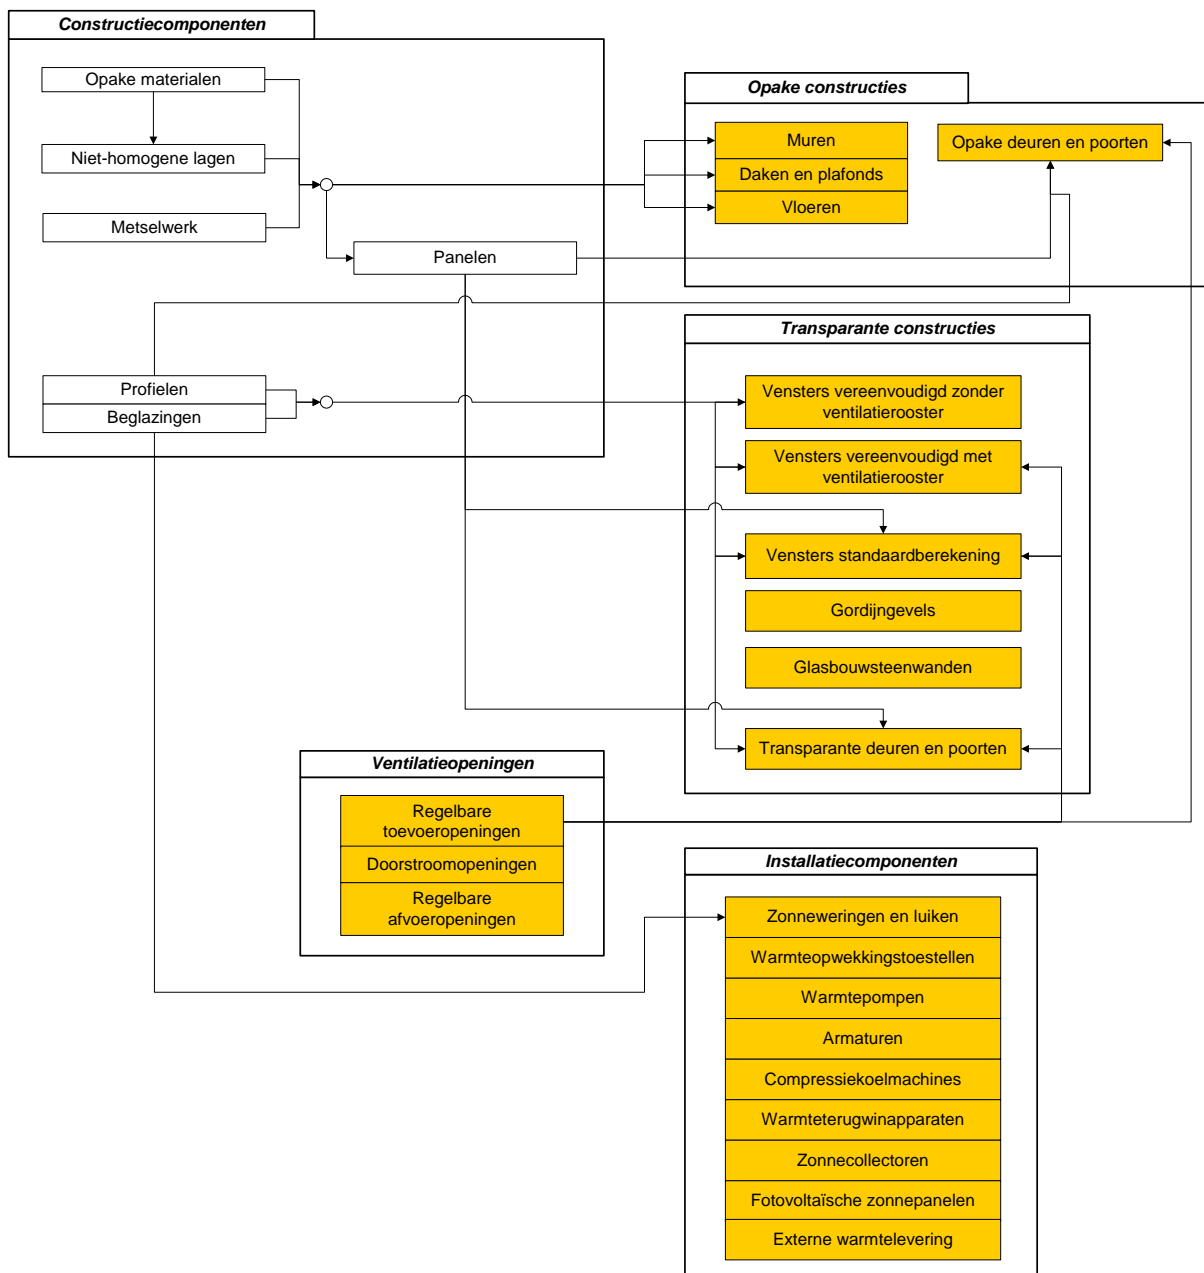 Constructiecomponenten
Opake materialen
Niet-homogene lagen
Metselwerk
Panelen
Profielen
Beglazingen
Opake constructies
Muren
Daken en plafonds
Vloeren
Opake deuren en poorten
Transparante constructies
Vensters vereenvoudigd zonder
ventilatierooster
Vensters vereenvoudigd met
ventilatierooster
Vensters standaardberekening
Gordijngevels
Glasbouwsteenwanden
Transparante deuren en poorten
Ventilatieopeningen
Regelbare
toevoeropeningen
Doorstroomopeningen
Regelbare
afvoeropeningen
Installatiecomponenten
Zonneweringen en luiken
Warmteopwekkingstoestellen
Warmtepompen
Armaturen
Compressiekoelmachines
Warmteterugwinapparaten
Zonnecollectoren
Fotovoltaïsche zonnepanelen
Externe warmtelevering